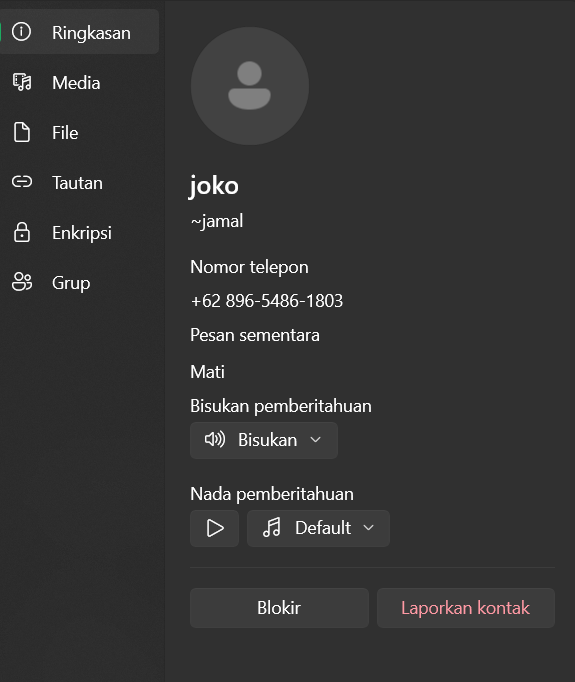 Ringkasan
Media
File
Tautan
Enkripsi
Grup
joko
~jamal
Nomor telepon
+62 896-5486-1803
Pesan sementara
Mati
Bisukan pemberitahuan
Bisukan
Nada pemberitahuan
Default
Blokir
Laporkan kontak